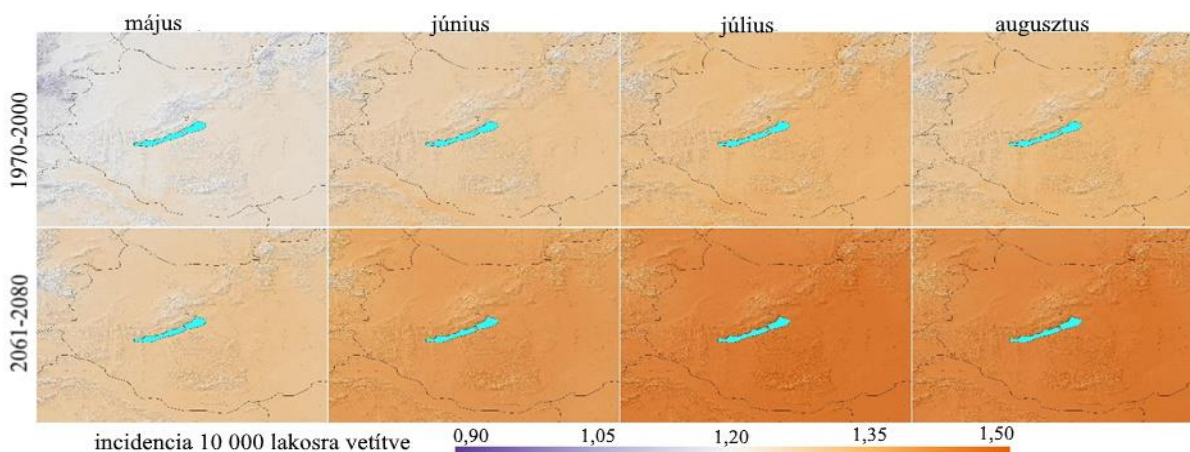 május június július augusztus
1970-2000
2061-2080
incidencia 10 000 lakosra vetítve 0,90 1,05 1,20 1,35 1,50